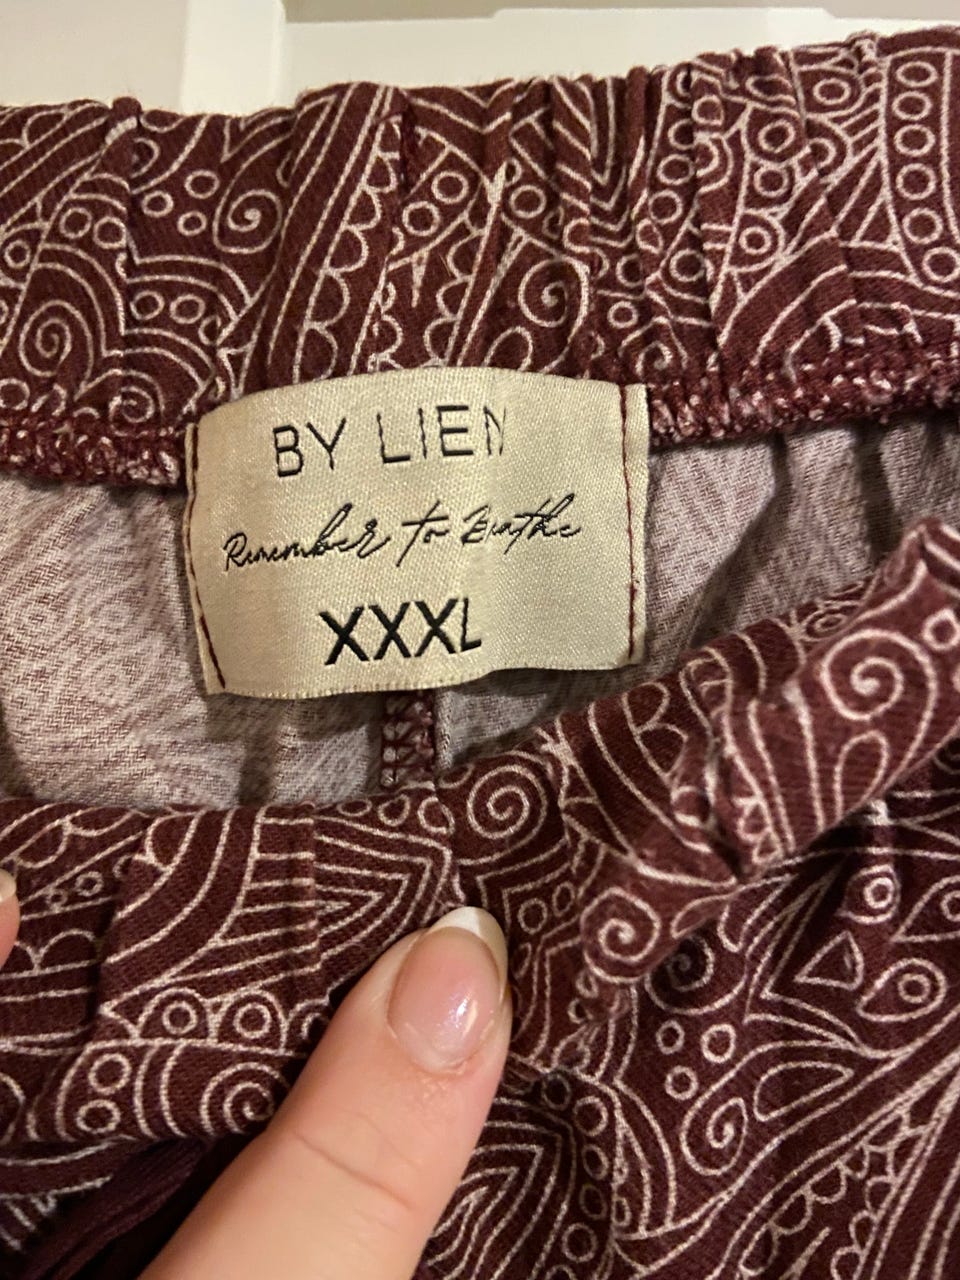 BY LIEN
Remember to Breathe
XXXL